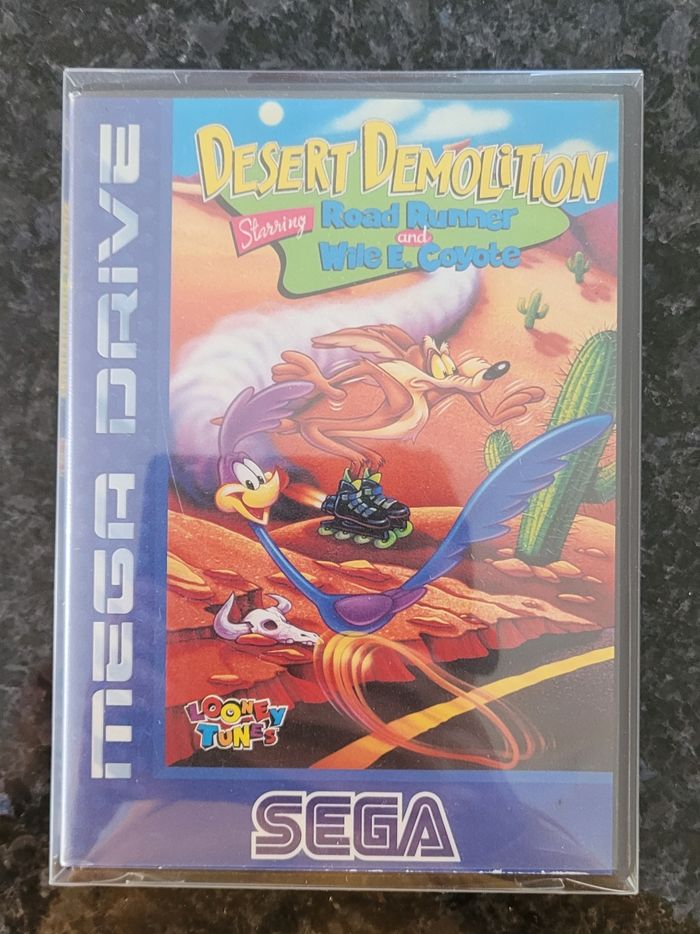 MEGA DRIVE
DESERT DEMOLITION
Starring
Road Runner
and
Wile E. Coyote
LOONEY
TUNES
SEGA